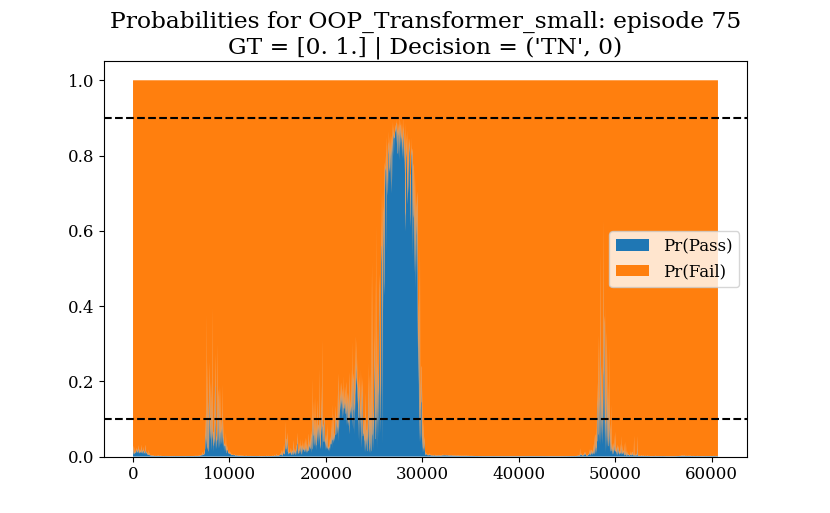 Probabilities for OOP_Transformer_small: episode 75
GT = [0. 1.] | Decision = ('TN', 0)
1.0
0.8
0.6
0.4
0.2
0.0
Pr(Pass)
Pr(Fail)
0 10000 20000 30000 40000 50000 60000